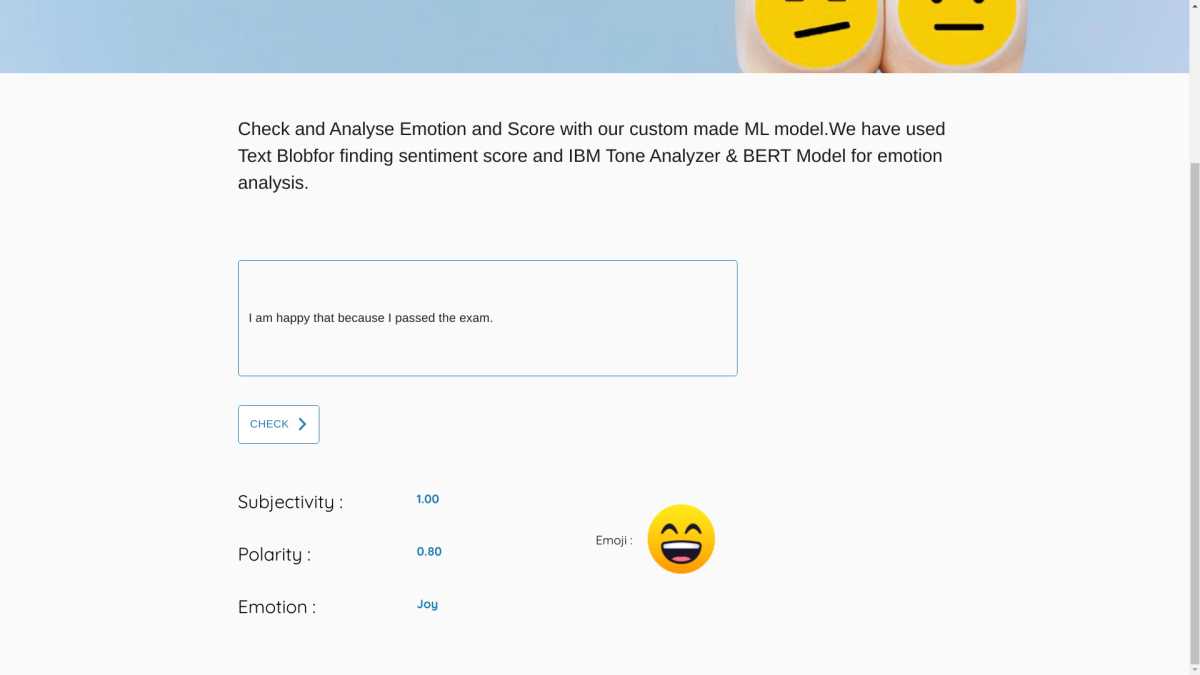 Check and Analyse Emotion and Score with our custom made ML model.We have used
Text Blobfor finding sentiment score and IBM Tone Analyzer & BERT Model for emotion
analysis.
I am happy that because I passed the exam.
CHECK
Subjectivity : 1.00
Polarity : 0.80
Emotion : Joy
Emoji :